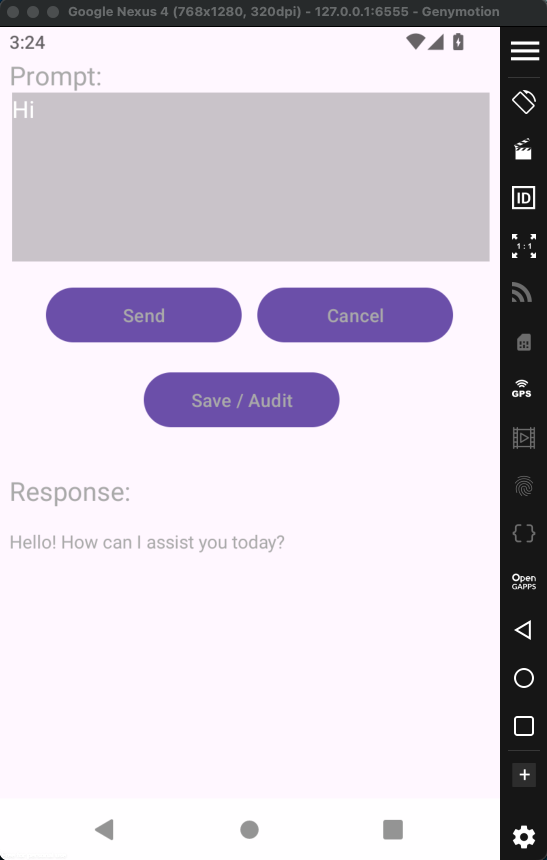 Google Nexus 4 (768x1280, 320dpi) - 127.0.0.1:6555 - Genymotion
3:24
Prompt:
Hi
ID
1 : 1
Send
Cancel
GPS
Save / Audit
Response:
Hello! How can I assist you today?
Open
GAPPS